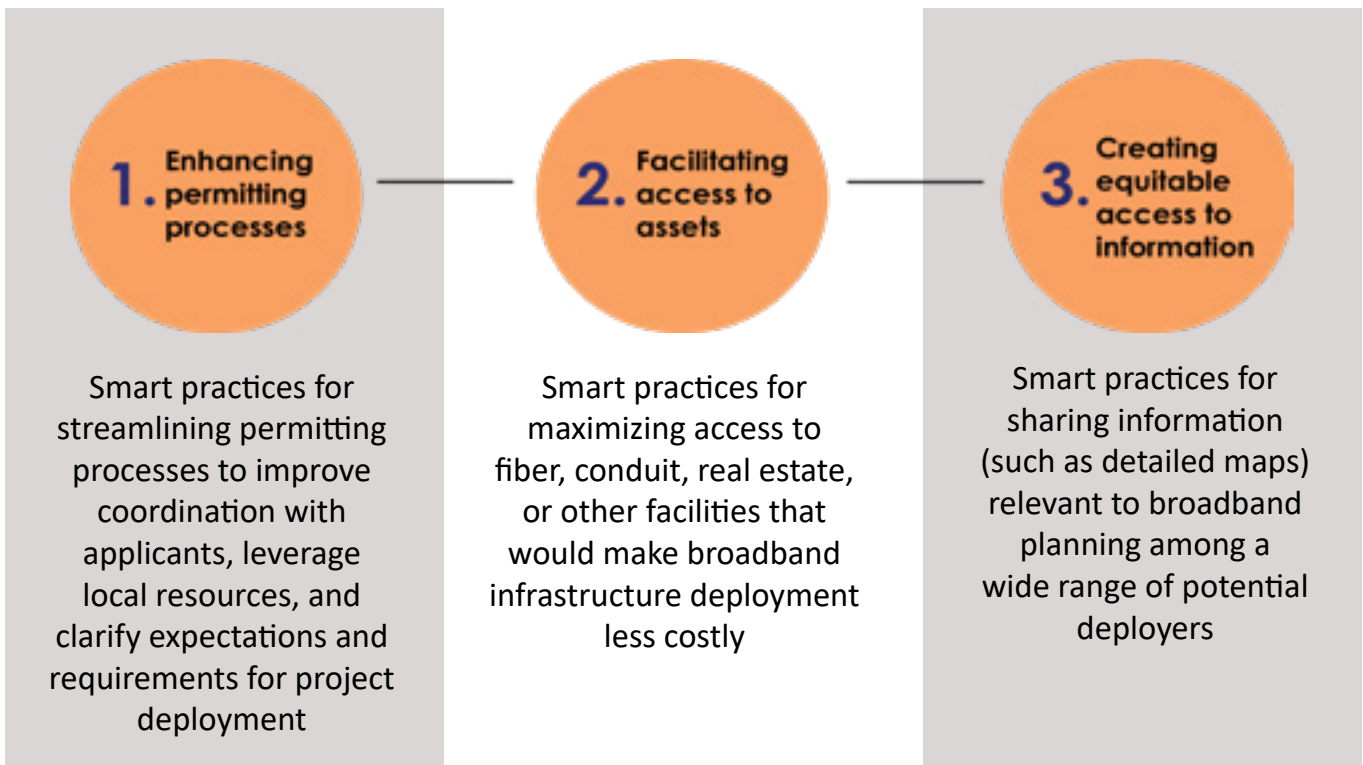 1. Enhancing
permitting
processes
Smart practices for
streamlining permitting
processes to improve
coordination with
applicants, leverage
local resources, and
clarify expectations and
requirements for project
deployment
2. Facilitating
access to
assets
Smart practices for
maximizing access to
fiber, conduit, real estate,
or other facilities that
would make broadband
infrastructure deployment
less costly
3. Creating
equitable
access to
information
Smart practices for
sharing information
(such as detailed maps)
relevant to broadband
planning among a
wide range of potential
deployers